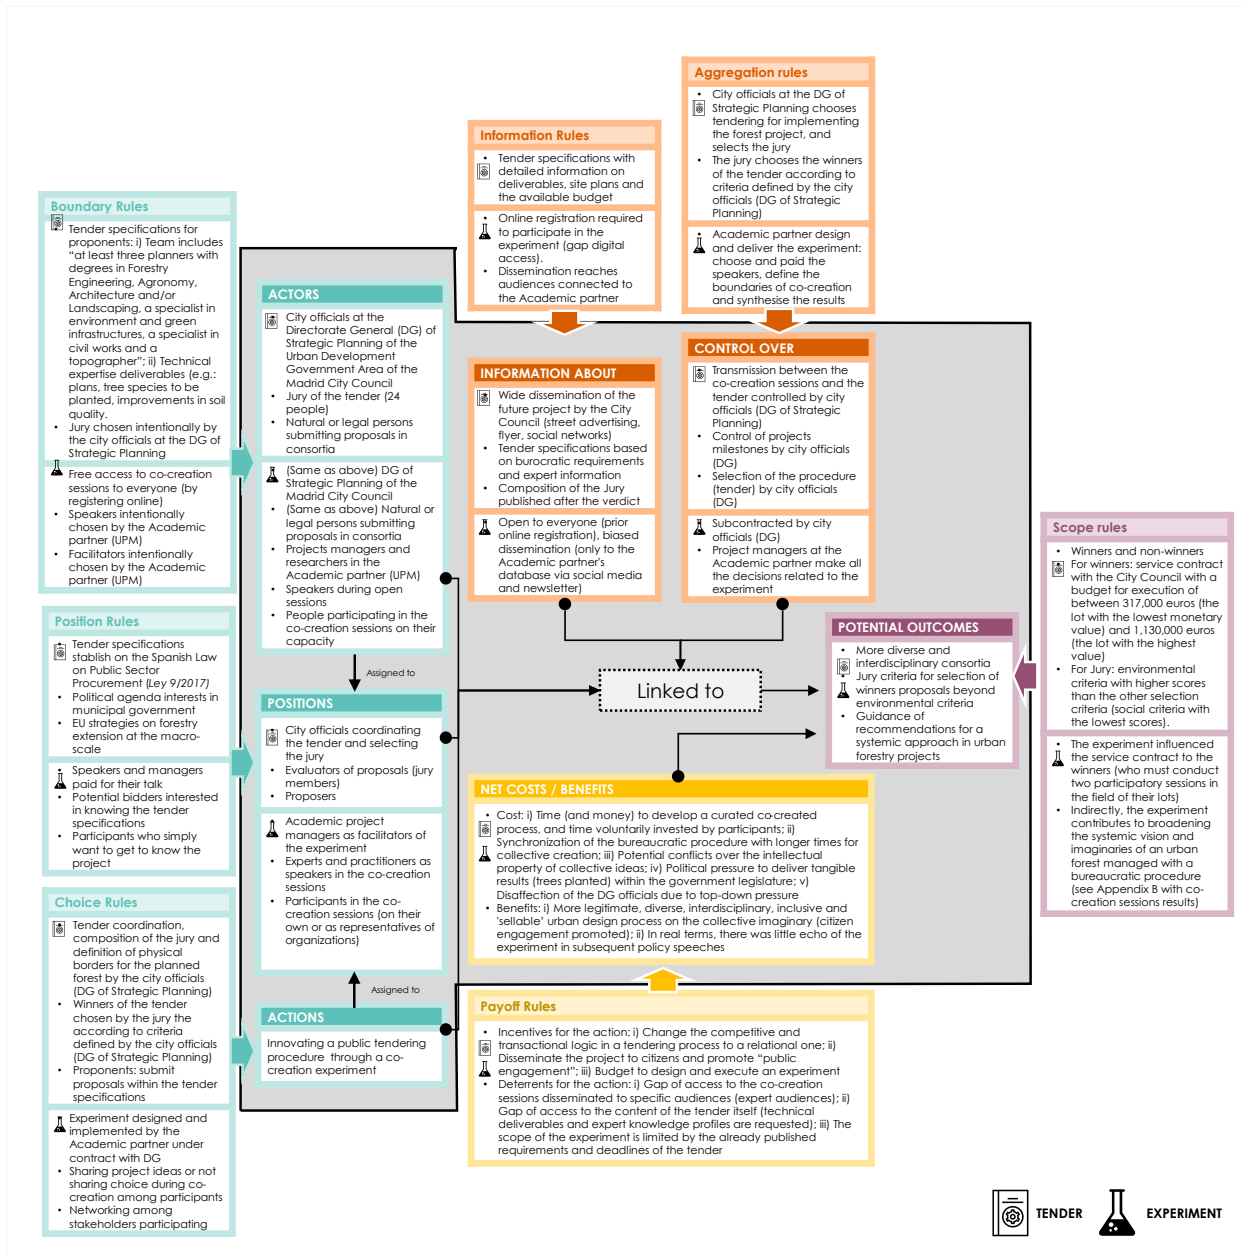 Aggregation rules
• City officials at the DG of
Strategic Planning chooses
tendering for implementing
the forest project, and
selects the jury
• The jury chooses the winners
of the tender according to
criteria defined by the city
officials (DG of Strategic
Planning)
• Academic partner design
and deliver the experiment:
choose and paid the
speakers, define the
boundaries of co-creation
and synthesise the results
Information Rules
• Tender specifications with
detailed information on
deliverables, site plans and
the available budget
• Online registration required
to participate in the
experiment (gap digital
access).
• Dissemination reaches
audiences connected to
the Academic partner
Boundary Rules
• Tender specifications for
proponents: i) Team includes
“at least three planners with
degrees in Forestry
Engineering, Agronomy,
Architecture and/or
Landscaping, a specialist in
environment and green
infrastructures, a specialist in
civil works and a
topographer”; ii) Technical
expertise deliverables (e.g.:
plans, tree species to be
planted, improvements in soil
quality.
• Jury chosen intentionally by
the city officials at the DG of
Strategic Planning
• Free access to co-creation
sessions to everyone (by
registering online)
• Speakers intentionally
chosen by the Academic
partner (UPM)
• Facilitators intentionally
chosen by the Academic
partner (UPM)
ACTORS
• City officials at the
Directorate General (DG) of
Strategic Planning of the
Urban Development
Government Area of the
Madrid City Council
• Jury of the tender (24
people)
• Natural or legal persons
submitting proposals in
consortia
• (Same as above) DG of
Strategic Planning of the
Madrid City Council
• (Same as above) Natural or
legal persons submitting
proposals in consortia
• Projects managers and
researchers in the
Academic partner (UPM)
• Speakers during open
sessions
• People participating in the
co-creation sessions on their
capacity
INFORMATION ABOUT
• Wide dissemination of the
future project by the City
Council (street advertising,
flyer, social networks)
• Tender specifications based
on burocratic requirements
and expert information
• Composition of the Jury
published after the verdict
• Open to everyone (prior
online registration), biased
dissemination (only to the
Academic partner's
database via social media
and newsletter)
CONTROL OVER
• Transmission between the
co-creation sessions and the
tender controlled by city
officials (DG of Strategic
Planning)
• Control of projects
milestones by city officials
(DG)
• Selection of the procedure
(tender) by city officials
(DG)
• Subcontracted by city
officials (DG)
• Project managers at the
Academic partner make all
the decisions related to the
experiment
Scope rules
• Winners and non-winners
• For winners: service contract
with the City Council with a
budget for execution of
between 317,000 euros (the
lot with the lowest monetary
value) and 1,130,000 euros
(the lot with the highest
value)
• For Jury: environmental
criteria with higher scores
than the other selection
criteria (social criteria with
the lowest scores).
• The experiment influenced
the service contract to the
winners (who must conduct
two participatory sessions in
the field of their lots)
• Indirectly, the experiment
contributes to broadening
the systemic vision and
imaginaries of an urban
forest managed with a
bureaucratic procedure
(see Appendix B with co-
creation sessions results)
Position Rules
• Tender specifications
stablish on the Spanish Law
on Public Sector
Procurement (Ley 9/2017)
• Political agenda interests in
municipal government
• EU strategies on forestry
extension at the macro-
scale
• Speakers and managers
paid for their talk
• Potential bidders interested
in knowing the tender
specifications
• Participants who simply
want to get to know the
project
Assigned to
POSITIONS
• City officials coordinating
the tender and selecting
the jury
• Evaluators of proposals (jury
members)
• Proposers
• Academic project
managers as facilitators of
the experiment
• Experts and practitioners as
speakers in the co-creation
sessions
• Participants in the co-
creation sessions (on their
own or as representatives of
organizations)
Linked to
POTENTIAL OUTCOMES
• More diverse and
interdisciplinary consortia
• Jury criteria for selection of
winners proposals beyond
environmental criteria
• Guidance of
recommendations for a
systemic approach in urban
forestry projects
NET COSTS / BENEFITS
• Cost: i) Time (and money) to develop a curated co-created
process, and time voluntarily invested by participants; ii)
Synchronization of the bureaucratic procedure with longer times for
collective creation; iii) Potential conflicts over the intellectual
property of collective ideas; iv) Political pressure to deliver tangible
results (trees planted) within the government legislature; v)
Disaffection of the DG officials due to top-down pressure
• Benefits: i) More legitimate, diverse, interdisciplinary, inclusive and
'sellable' urban design process on the collective imaginary (citizen
engagement promoted); ii) In real terms, there was little echo of the
experiment in subsequent policy speeches
Choice Rules
• Tender coordination,
composition of the jury and
definition of physical
borders for the planned
forest by the city officials
(DG of Strategic Planning)
• Winners of the tender
chosen by the jury the
according to criteria
defined by the city officials
(DG of Strategic Planning)
• Proponents: submit
proposals within the tender
specifications
• Experiment designed and
implemented by the
Academic partner under
contract with DG
• Sharing project ideas or not
sharing choice during co-
creation among participants
• Networking among
stakeholders participating
Assigned to
ACTIONS
Innovating a public tendering
procedure through a co-
creation experiment
Payoff Rules
• Incentives for the action: i) Change the competitive and
transactional logic in a tendering process to a relational one; ii)
Disseminate the project to citizens and promote “public
engagement”; iii) Budget to design and execute an experiment
• Deterrents for the action: i) Gap of access to the co-creation
sessions disseminated to specific audiences (expert audiences); ii)
Gap of access to the content of the tender itself (technical
deliverables and expert knowledge profiles are requested); iii) The
scope of the experiment is limited by the already published
requirements and deadlines of the tender
TENDER
EXPERIMENT